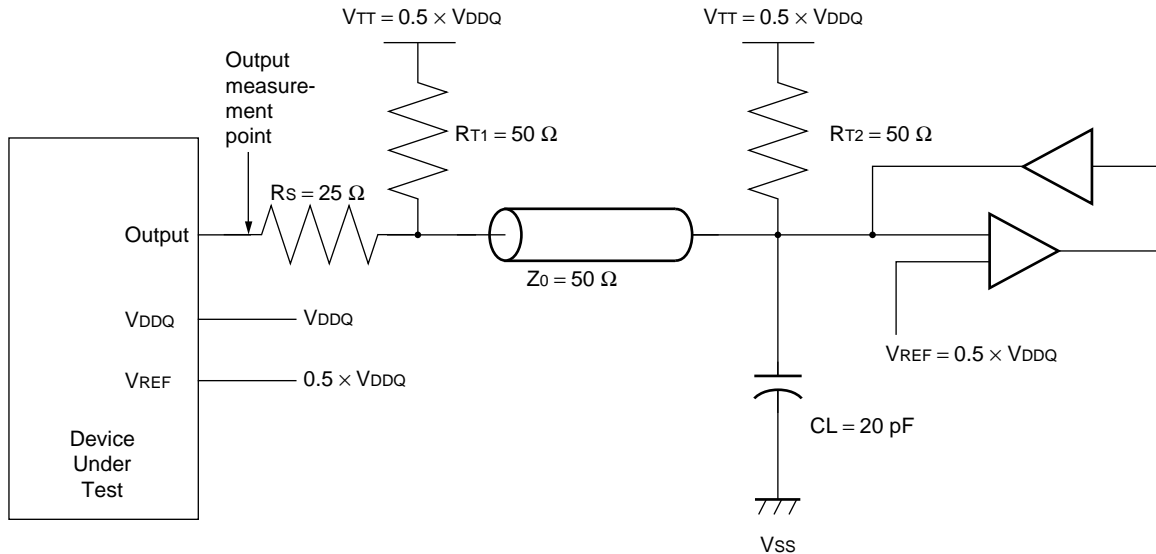 VTT = 0.5 × VDDQ
VTT = 0.5 × VDDQ
Output
measure-
ment
point
RT1 = 50 Ω
RT2 = 50 Ω
RS = 25 Ω
Output
Z0 = 50 Ω
VDDQ
VDDQ
VREF
0.5 × VDDQ
VREF = 0.5 × VDDQ
CL = 20 pF
Device
Under
Test
VSS